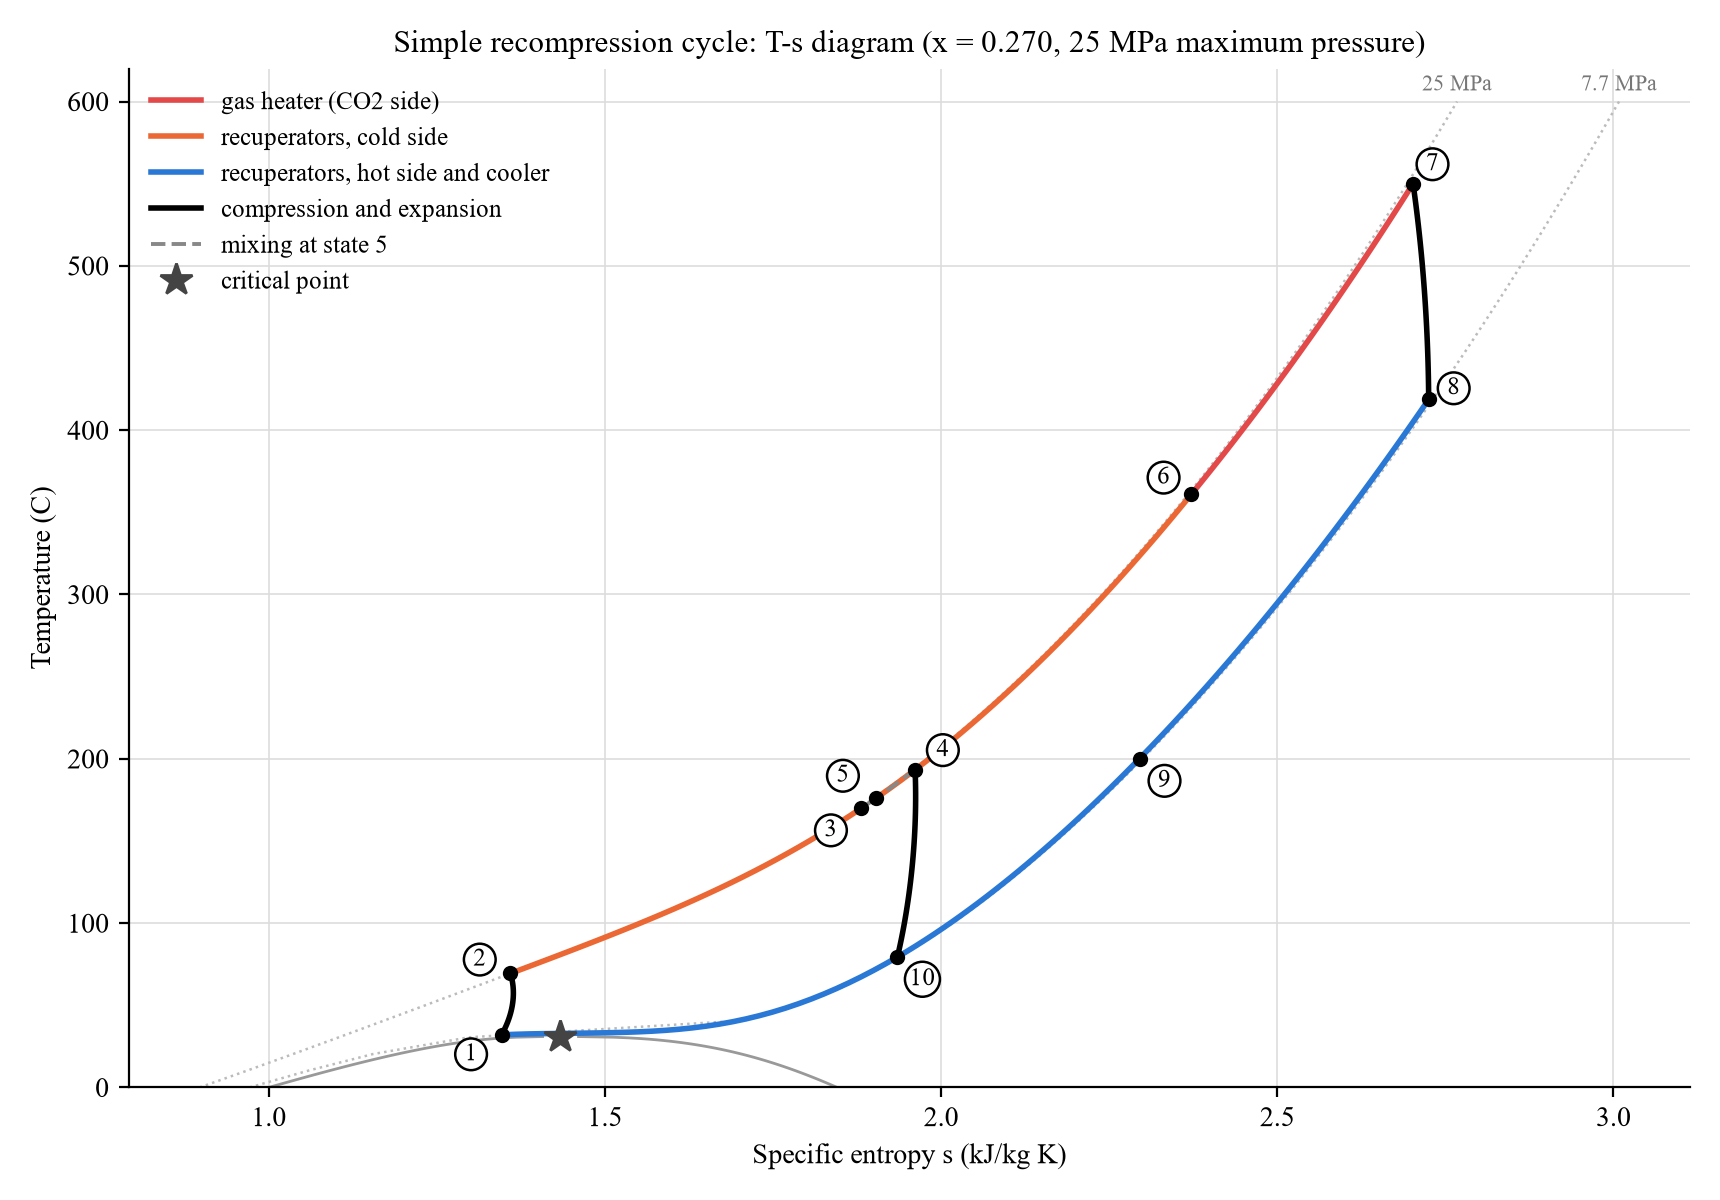 Simple recompression cycle: T-s diagram (x = 0.270, 25 MPa maximum pressure)
25 MPa
7.7 MPa
gas heater (CO2 side)
recuperators, cold side
recuperators, hot side and cooler
compression and expansion
mixing at state 5
critical point
600
500
400
300
200
100
0
Temperature (C)
7
8
6
4
5
9
3
2
10
1
1.0
1.5
2.0
2.5
3.0
Specific entropy s (kJ/kg K)